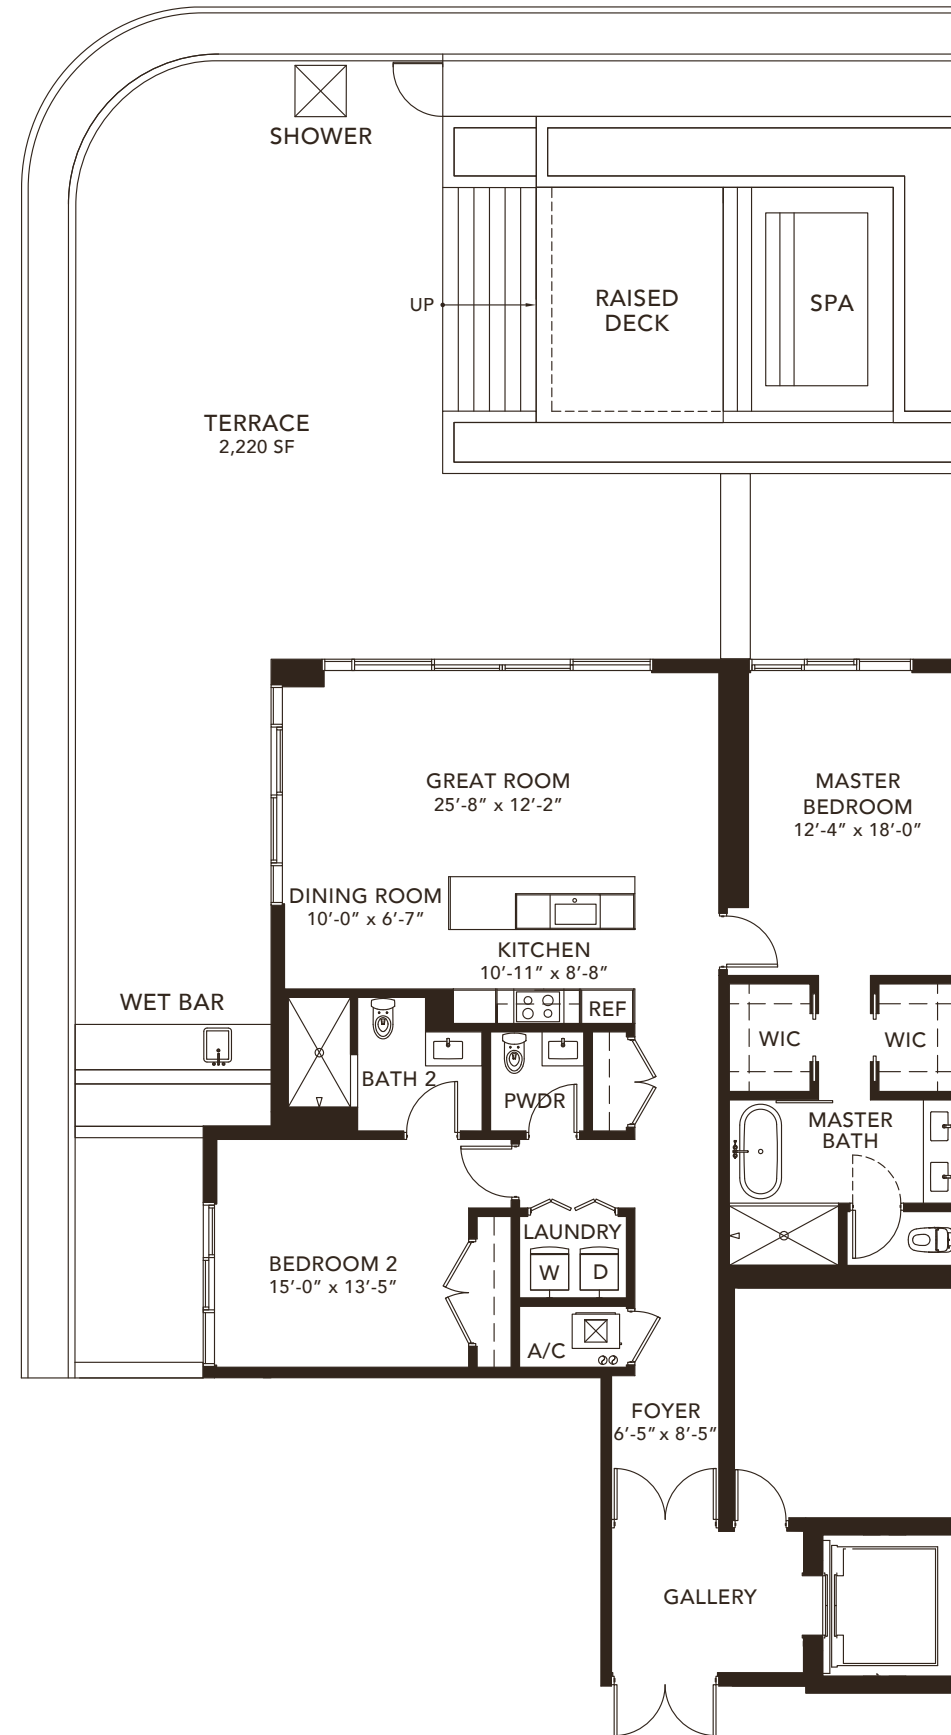 SHOWER
UP
RAISED
DECK
SPA
TERRACE
2,220 SF
GREAT ROOM
25'-8" x 12'-2"
MASTER
BEDROOM
12'-4" x 18'-0"
DINING ROOM
10'-0" x 6'-7"
KITCHEN
10'-11" x 8'-8"
WET BAR
REF
WIC
WIC
BATH 2
PWDR
MASTER
BATH
LAUNDRY
W
D
BEDROOM 2
15'-0" x 13'-5"
A/C
FOYER
6'-5" x 8'-5"
GALLERY